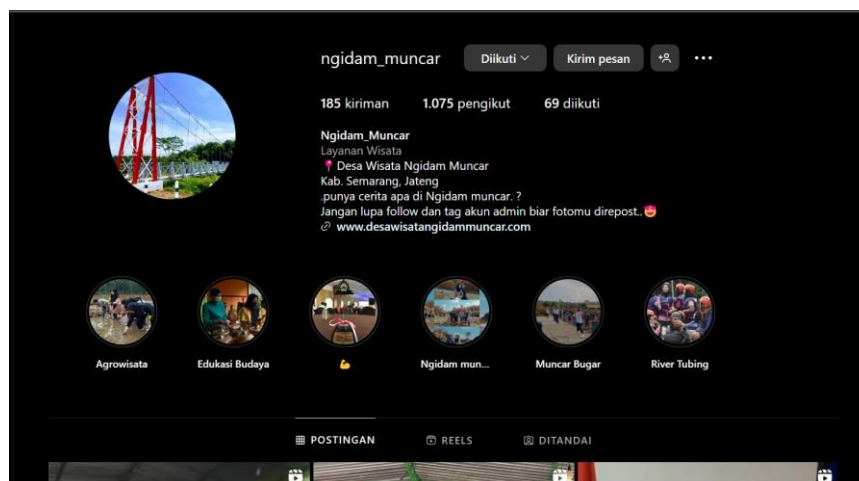 ngidam_muncar Diikuti Kirim pesan
185 kiriman 1.075 pengikut 69 diikuti
Ngidam_Muncar
Layanan Wisata
📍 Desa Wisata Ngidam Muncar
Kab. Semarang, Jateng
.punya cerita apa di Ngidam muncar. ?
Jangan lupa follow dan tag akun admin biar fotomu direpost..🤩
www.desawisatangidammuncar.com
Agrowisata Edukasi Budaya 💪 Ngidam mun... Muncar Bugar River Tubing
POSTINGAN REELS DITANDAI